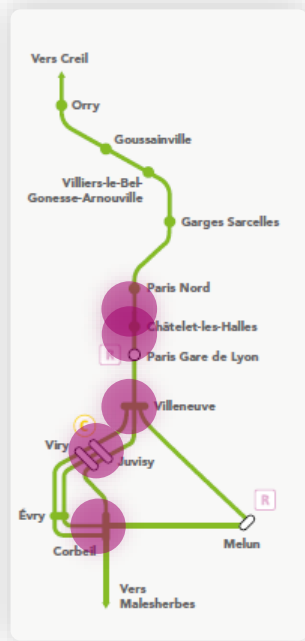 Vers Creil
Orry
Goussainville
Villiers-le-Bel-
Gonesse-Arnouville
Garges Sarcelles
Paris Nord
Châtelet-les-Halles
R
Paris Gare de Lyon
Villeneuve
C
Viry
Juvisy
R
Évry
Melun
Corbeil
Vers
Malesherbes